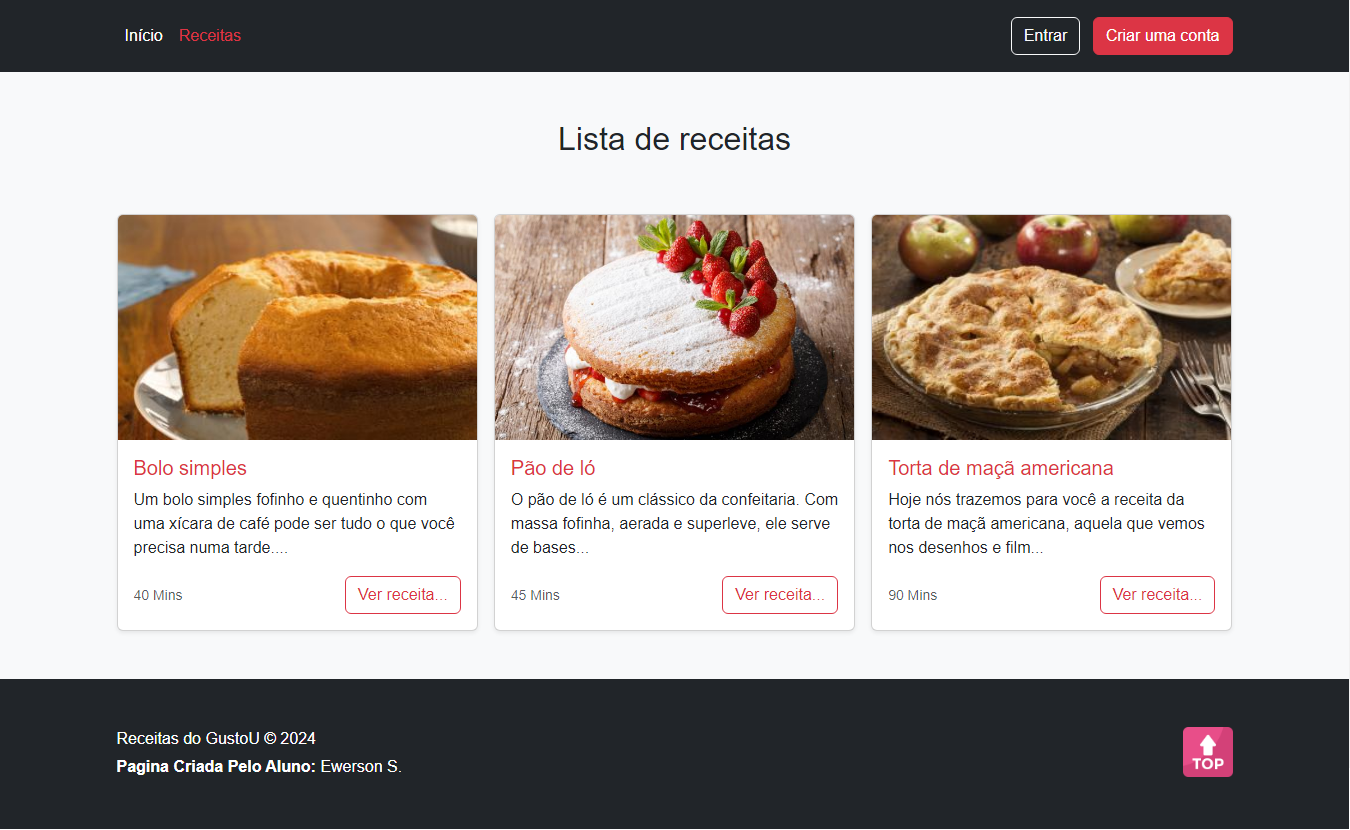 Início Receitas Entrar Criar uma conta
Lista de receitas
Bolo simples
Um bolo simples fofinho e quentinho com
uma xícara de café pode ser tudo o que você
precisa numa tarde....
40 Mins Ver receita...
Pão de ló
O pão de ló é um clássico da confeitaria. Com
massa fofinha, aerada e superleve, ele serve
de bases...
45 Mins Ver receita...
Torta de maçã americana
Hoje nós trazemos para você a receita da
torta de maçã americana, aquela que vemos
nos desenhos e film...
90 Mins Ver receita...
Receitas do GustoU © 2024
Pagina Criada Pelo Aluno: Ewerson S.
TOP